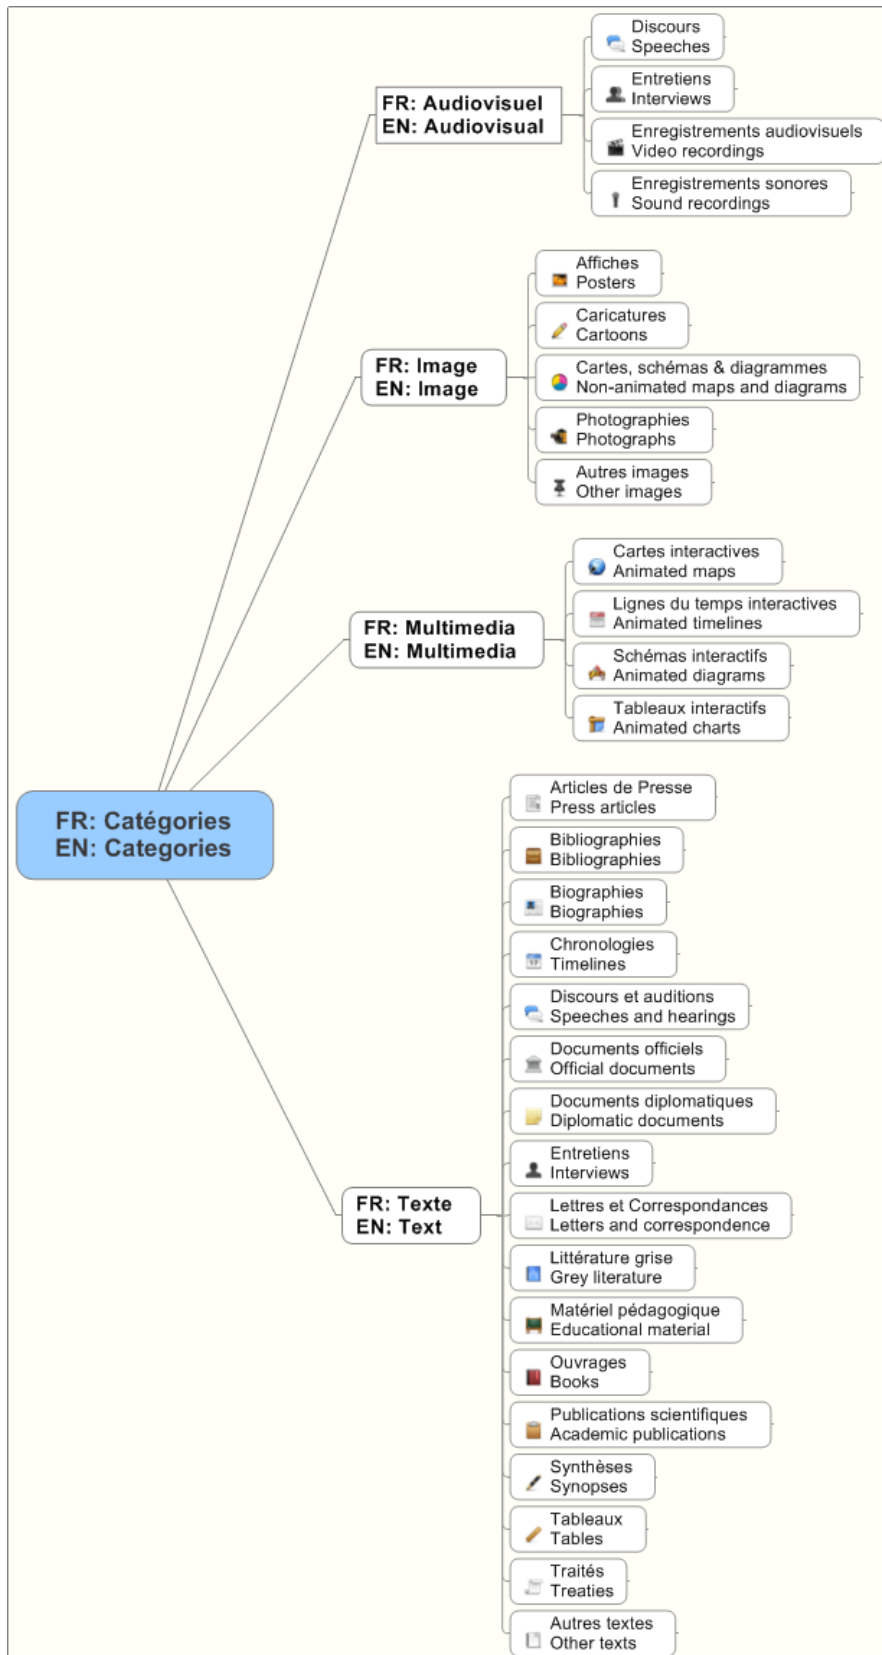 Discours
Speeches
Entretiens
Interviews
FR: Audiovisuel
EN: Audiovisual
Enregistrements audiovisuels
Video recordings
Enregistrements sonores
Sound recordings
Affiches
Posters
Caricatures
Cartoons
FR: Image
EN: Image
Cartes, schémas & diagrammes
Non-animated maps and diagrams
Photographies
Photographs
Autres images
Other images
Cartes interactives
Animated maps
Lignes du temps interactives
Animated timelines
FR: Multimedia
EN: Multimedia
Schémas interactifs
Animated diagrams
Tableaux interactifs
Animated charts
FR: Catégories
EN: Categories
Articles de Presse
Press articles
Bibliographies
Bibliographies
Biographies
Biographies
Chronologies
Timelines
Discours et auditions
Speeches and hearings
Documents officiels
Official documents
Documents diplomatiques
Diplomatic documents
Entretiens
Interviews
FR: Texte
EN: Text
Lettres et Correspondances
Letters and correspondence
Littérature grise
Grey literature
Matériel pédagogique
Educational material
Ouvrages
Books
Publications scientifiques
Academic publications
Synthèses
Synopses
Tableaux
Tables
Traités
Treaties
Autres textes
Other texts